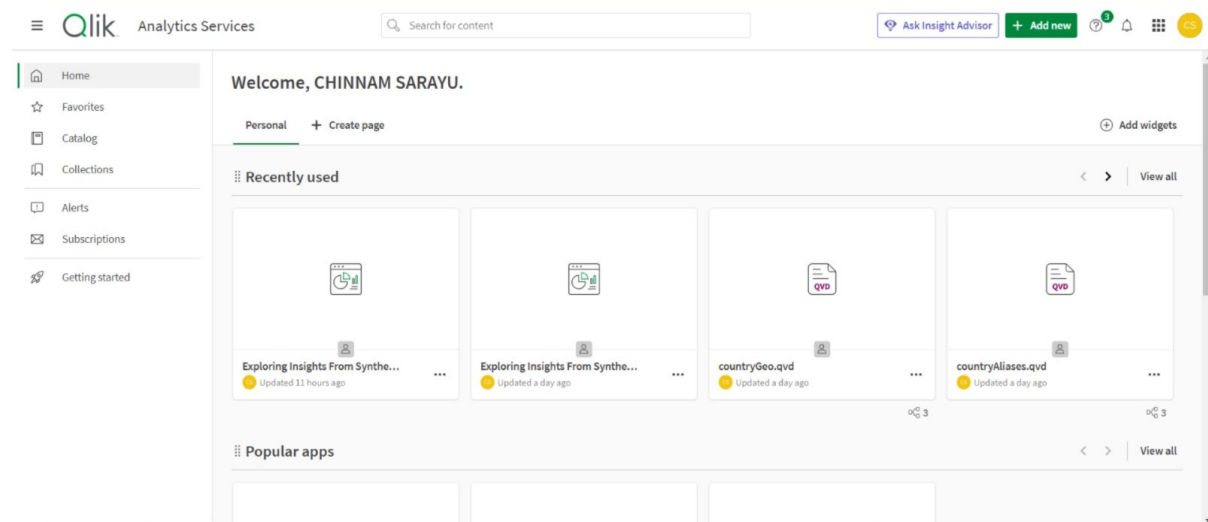 Qlik Analytics Services
Search for content
Ask Insight Advisor
+ Add new
3
CS
Home
Favorites
Catalog
Collections
Alerts
Subscriptions
Getting started
Welcome, CHINNAM SARAYU.
Personal
+ Create page
Add widgets
Recently used
View all
QVD
QVD
Exploring Insights From Synthe...
Updated 11 hours ago
Exploring Insights From Synthe...
Updated a day ago
countryGeo.qvd
Updated a day ago
countryAliases.qvd
Updated a day ago
3
3
Popular apps
View all